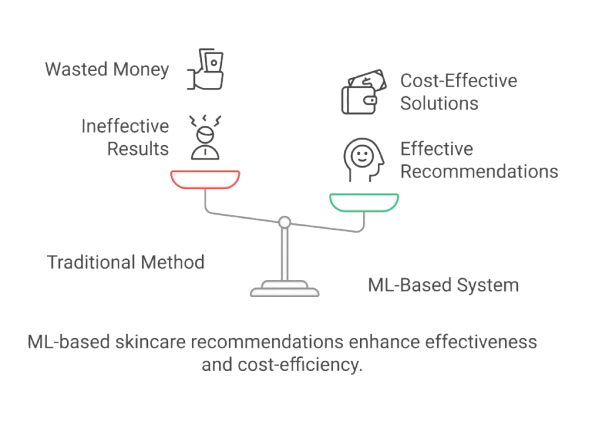 Wasted Money
Ineffective
Results
Cost-Effective
Solutions
Effective
Recommendations
Traditional Method
ML-Based System
ML-based skincare recommendations enhance effectiveness
and cost-efficiency.